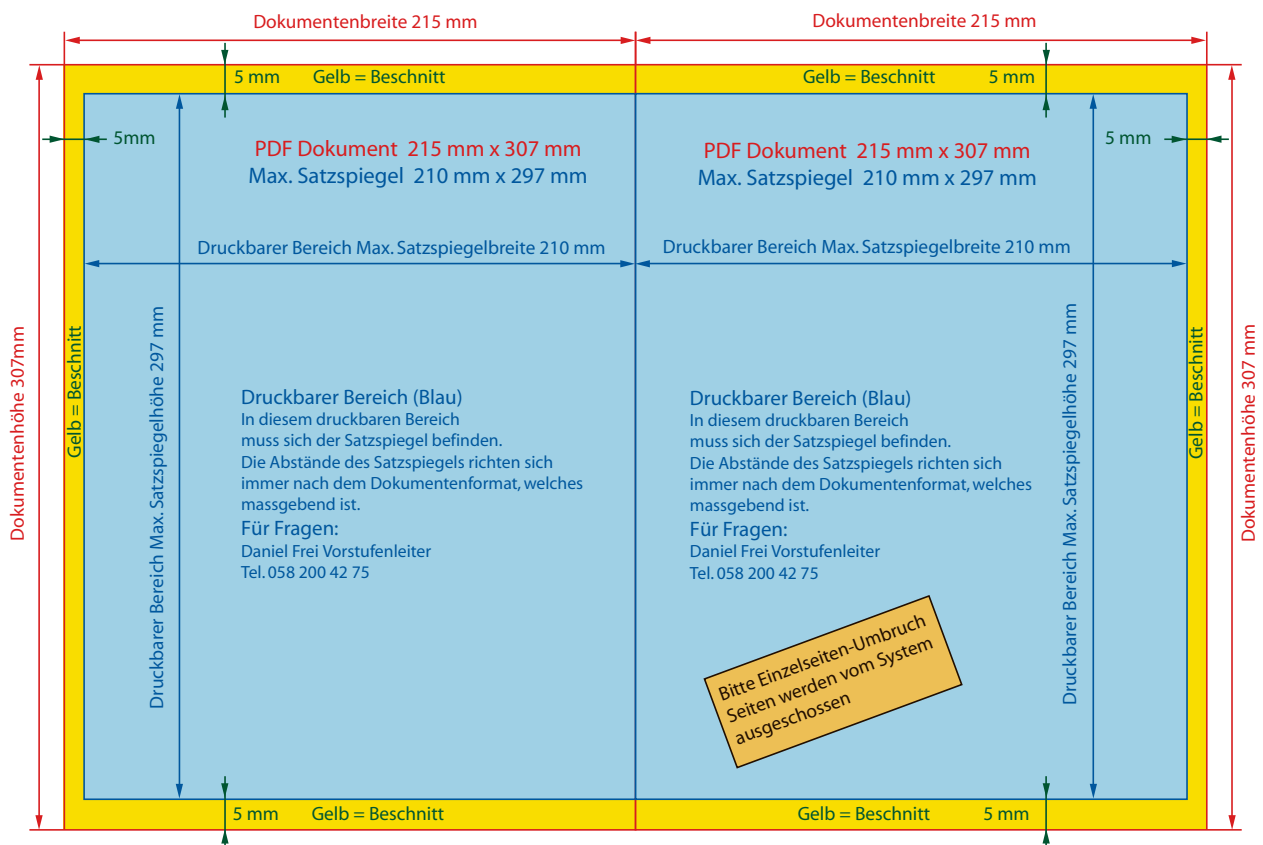 Dokumentenbreite 215 mm
Dokumentenbreite 215 mm
5 mm
Gelb = Beschnitt
Gelb = Beschnitt
5 mm
5mm
5 mm
PDF Dokument 215 mm x 307 mm
Max. Satzspiegel 210 mm x 297 mm
PDF Dokument 215 mm x 307 mm
Max. Satzspiegel 210 mm x 297 mm
Druckbarer Bereich Max. Satzspiegelbreite 210 mm
Druckbarer Bereich Max. Satzspiegelbreite 210 mm
Dokumentenhöhe 307mm
Gelb = Beschnitt
Druckbarer Bereich Max. Satzspiegelhöhe 297 mm
Druckbarer Bereich (Blau)
In diesem druckbaren Bereich
muss sich der Satzspiegel befinden.
Die Abstände des Satzspiegels richten sich
immer nach dem Dokumentenformat, welches
massgebend ist.
Für Fragen:
Daniel Frei Vorstufenleiter
Tel. 058 200 42 75
Druckbarer Bereich (Blau)
In diesem druckbaren Bereich
muss sich der Satzspiegel befinden.
Die Abstände des Satzspiegels richten sich
immer nach dem Dokumentenformat, welches
massgebend ist.
Für Fragen:
Daniel Frei Vorstufenleiter
Tel. 058 200 42 75
Druckbarer Bereich Max. Satzspiegelhöhe 297 mm
Gelb = Beschnitt
Dokumentenhöhe 307 mm
Bitte Einzelseiten-Umbruch
Seiten werden vom System
ausgeschossen
5 mm
Gelb = Beschnitt
Gelb = Beschnitt
5 mm